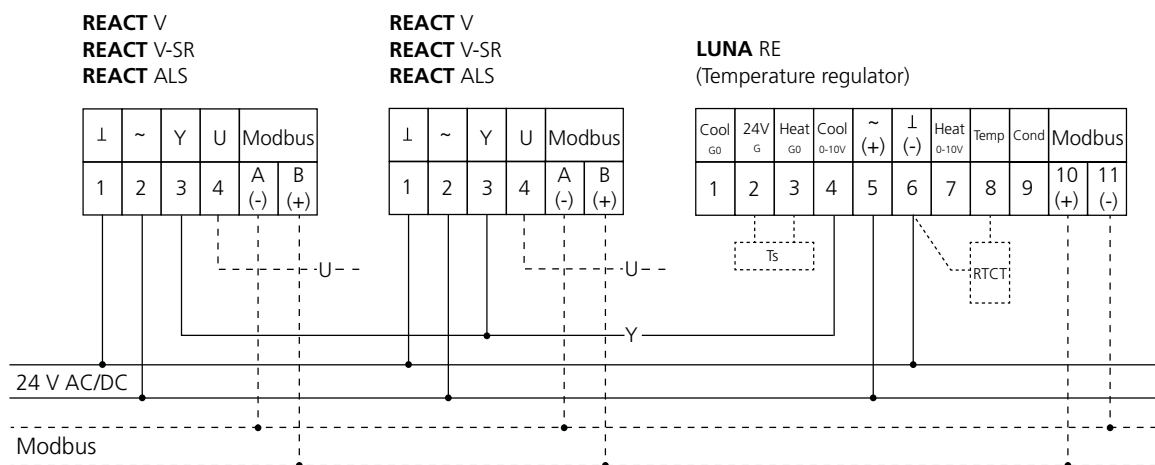 REACT V
REACT V-SR
REACT ALS
REACT V
REACT V-SR
REACT ALS
LUNA RE
(Temperature regulator)
⊥ ~ Y U Modbus
1 2 3 4 A (-) B (+)
⊥ ~ Y U Modbus
1 2 3 4 A (-) B (+)
Cool G0 24V G Heat G0 Cool 0-10V ~ (+) ⊥ (-) Heat 0-10V Temp Cond Modbus
1 2 3 4 5 6 7 8 9 10 (+) 11 (-)
Ts
U
U
RTCT
Y
24 V AC/DC
Modbus